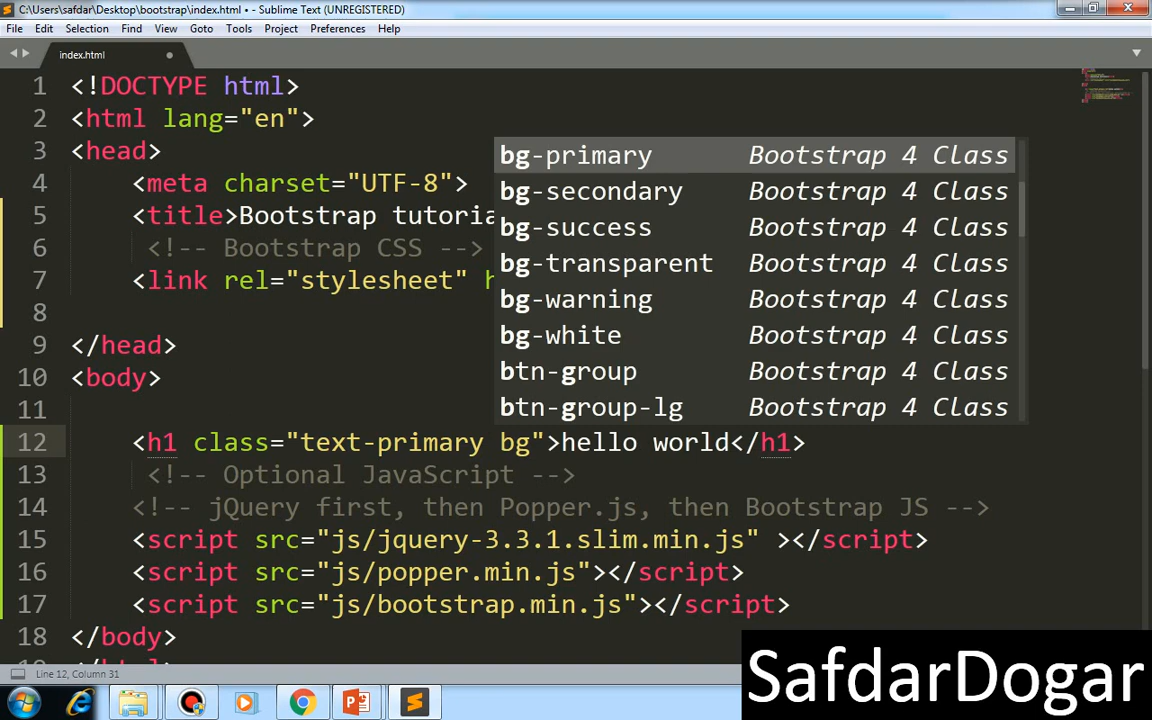 C:\Users\safdar\Desktop\bootstrap\index.html • - Sublime Text (UNREGISTERED)
File Edit Selection Find View Goto Tools Project Preferences Help
index.html
1 <!DOCTYPE html>
2 <html lang="en">
3 <head>
4 <meta charset="UTF-8">
5 <title>Bootstrap tutoria
6 <!-- Bootstrap CSS -->
7 <link rel="stylesheet" h
8
9 </head>
10 <body>
11
bg-primary Bootstrap 4 Class
bg-secondary Bootstrap 4 Class
bg-success Bootstrap 4 Class
bg-transparent Bootstrap 4 Class
bg-warning Bootstrap 4 Class
bg-white Bootstrap 4 Class
btn-group Bootstrap 4 Class
btn-group-lg Bootstrap 4 Class
12 <h1 class="text-primary bg">hello world</h1>
13 <!-- Optional JavaScript -->
14 <!-- jQuery first, then Popper.js, then Bootstrap JS -->
15 <script src="js/jquery-3.3.1.slim.min.js" ></script>
16 <script src="js/popper.min.js"></script>
17 <script src="js/bootstrap.min.js"></script>
18 </body>
Line 12, Column 31
SafdarDogar